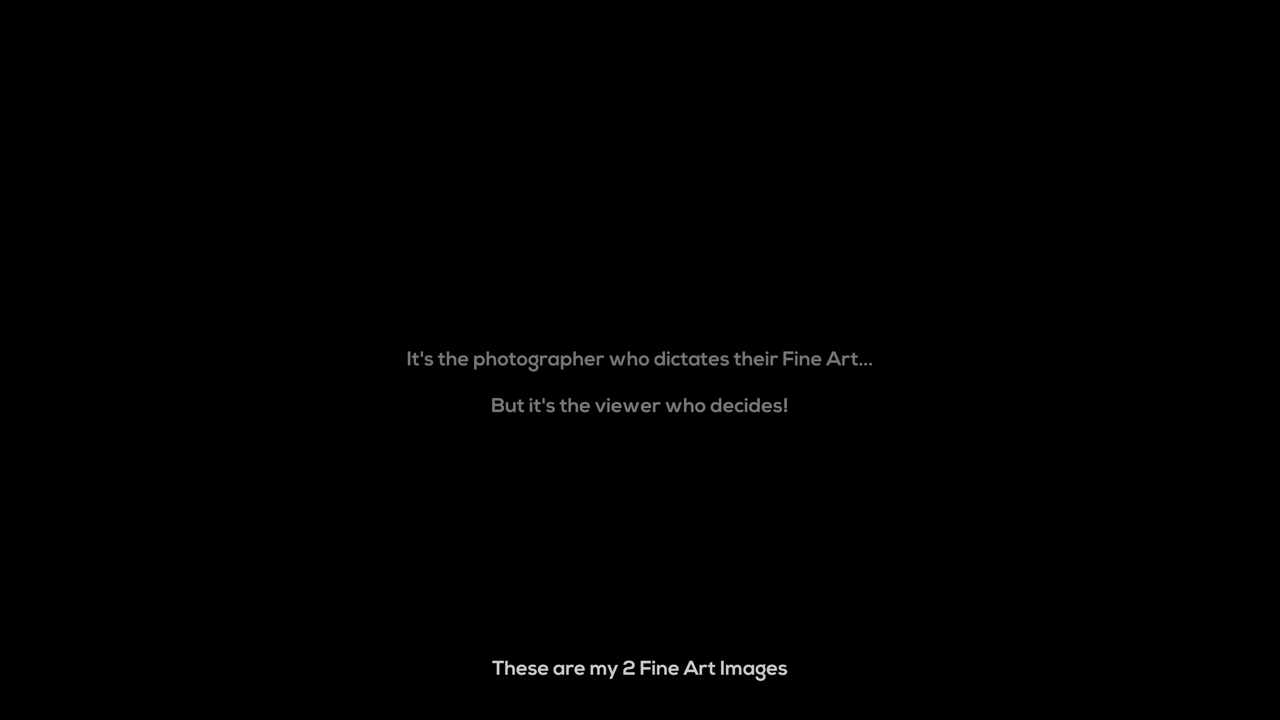 It's the photographer who dictates their Fine Art...
But it's the viewer who decides!
These are my 2 Fine Art Images